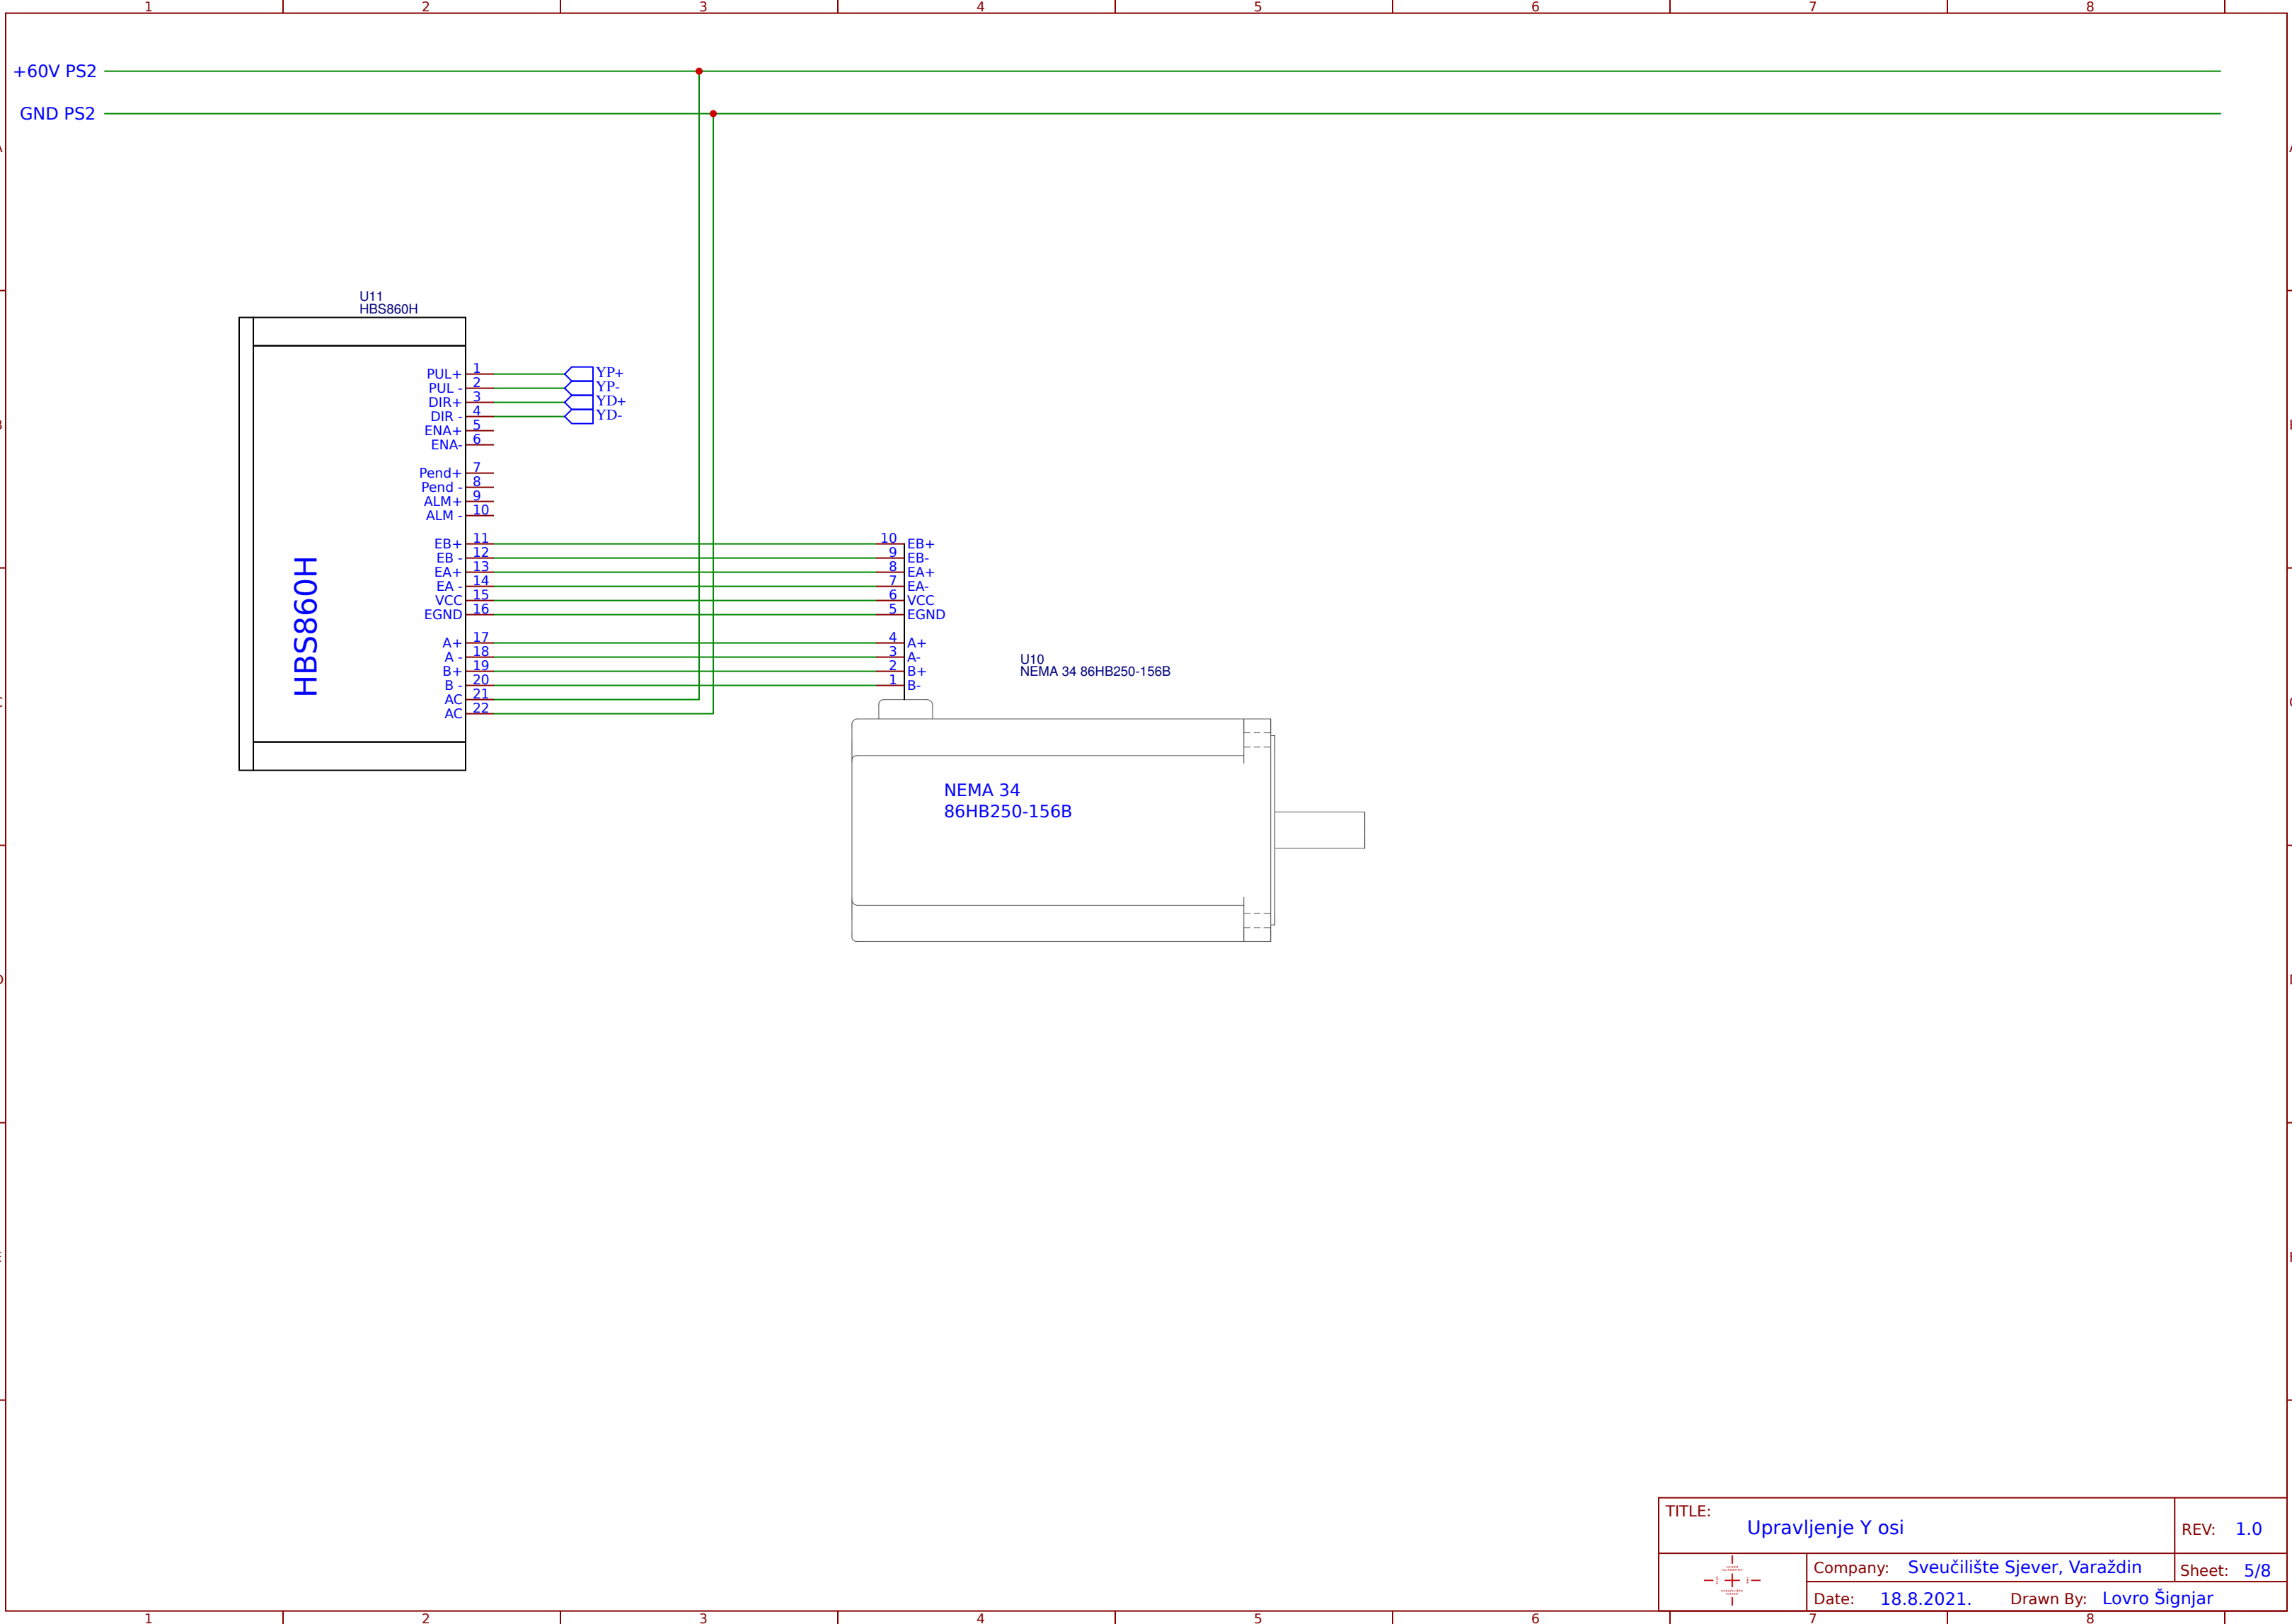 1 2 3 4 5 6 7 8
+60V PS2
GND PS2
U11
HBS860H
HBS860H
PUL+ 1 YP+
PUL - 2 YP-
DIR+ 3 YD+
DIR - 4 YD-
ENA+ 5
ENA- 6
Pend+ 7
Pend - 8
ALM+ 9
ALM - 10
EB+ 11 10 EB+
EB - 12 9 EB-
EA+ 13 8 EA+
EA - 14 7 EA-
VCC 15 6 VCC
EGND 16 5 EGND
A+ 17 4 A+
A - 18 3 A-
B+ 19 2 B+
B - 20 1 B-
AC 21
AC 22
U10
NEMA 34 86HB250-156B
NEMA 34
86HB250-156B
TITLE:
Upravljenje Y osi
REV: 1.0
Company: Sveučilište Sjever, Varaždin
Sheet: 5/8
Date: 18.8.2021. Drawn By: Lovro Šignjar
1 2 3 4 5 6 7 8